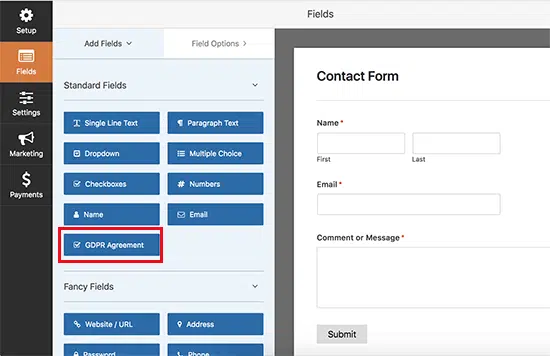 Setup
Fields
Settings
Marketing
Payments
Fields
Add Fields
Field Options
Standard Fields
Single Line Text
Paragraph Text
Dropdown
Multiple Choice
Checkboxes
# Numbers
Name
Email
GDPR Agreement
Fancy Fields
Website / URL
Address
Password
Phone
Contact Form
Name *
First
Last
Email *
Comment or Message *
Submit